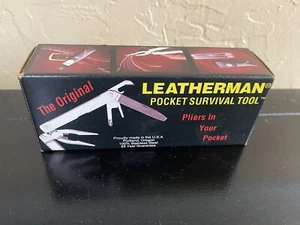 The Original
LEATHERMAN®
POCKET SURVIVAL TOOL™
Pliers In
Your
Pocket
Proudly made in the U.S.A.
Portland, Oregon
100% Stainless Steel
25 Year Guarantee